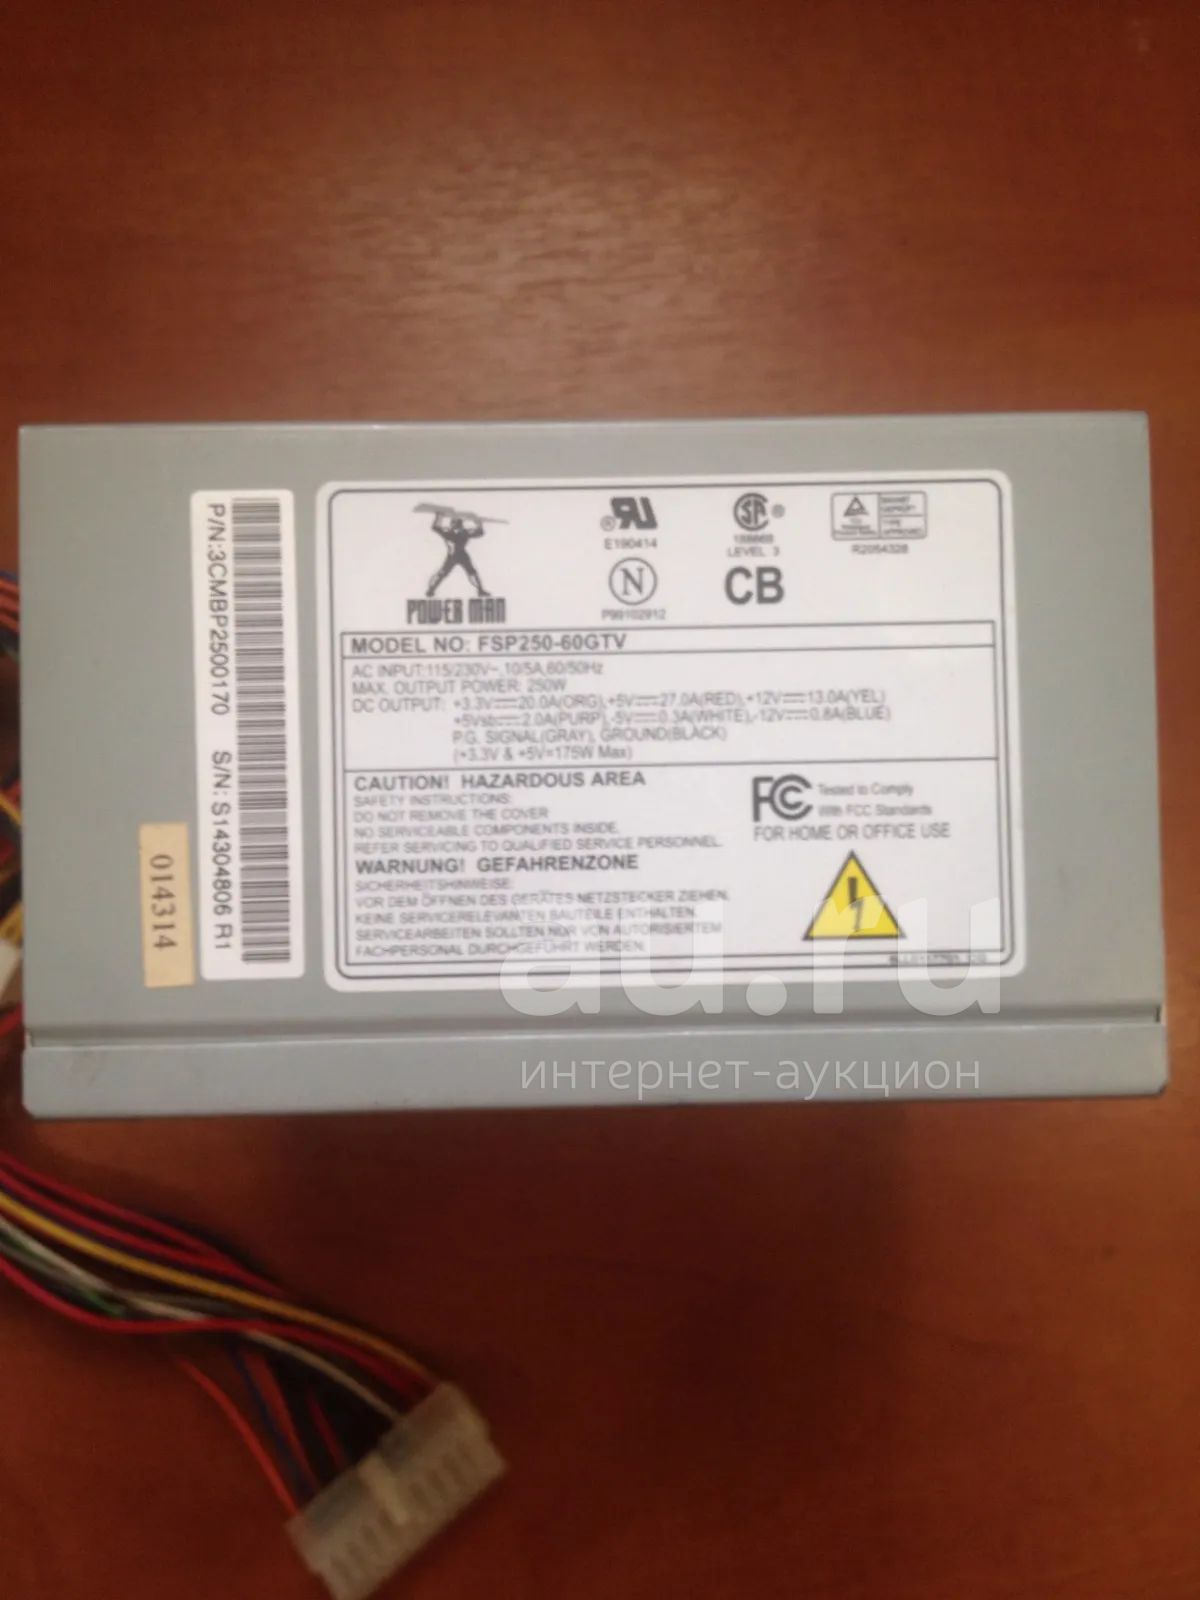 P/N:3CMBP2500170 S/N: S14304806 R1
014314
POWER MAN
E190414
LEVEL 3
R2054328
N
CB
P99102912
MODEL NO: FSP250-60GTV
AC INPUT:115/230V~ 10/5A,60/50Hz
MAX. OUTPUT POWER: 250W
DC OUTPUT: +3.3V⎓20.0A(ORG),+5V⎓27.0A(RED),+12V⎓13.0A(YEL)
+5Vsb⎓2.0A(PURP),-5V⎓0.3A(WHITE),-12V⎓0.8A(BLUE)
P.G. SIGNAL(GRAY), GROUND(BLACK)
(+3.3V & +5V=175W Max)
CAUTION! HAZARDOUS AREA
SAFETY INSTRUCTIONS:
DO NOT REMOVE THE COVER
NO SERVICEABLE COMPONENTS INSIDE,
REFER SERVICING TO QUALIFIED SERVICE PERSONNEL.
WARNUNG! GEFAHRENZONE
SICHERHEITSHINWEISE:
VOR DEM ÖFFNEN DES GERÄTES NETZSTECKER ZIEHEN,
KEINE SERVICERELEVANTEN BAUTEILE ENTHALTEN,
SERVICEARBEITEN SOLLTEN NUR VON AUTORISIERTEM
FACHPERSONAL DURCHGEFÜHRT WERDEN.
FC Tested to Comply
With FCC Standards
FOR HOME OR OFFICE USE
au.ru
интернет-аукцион